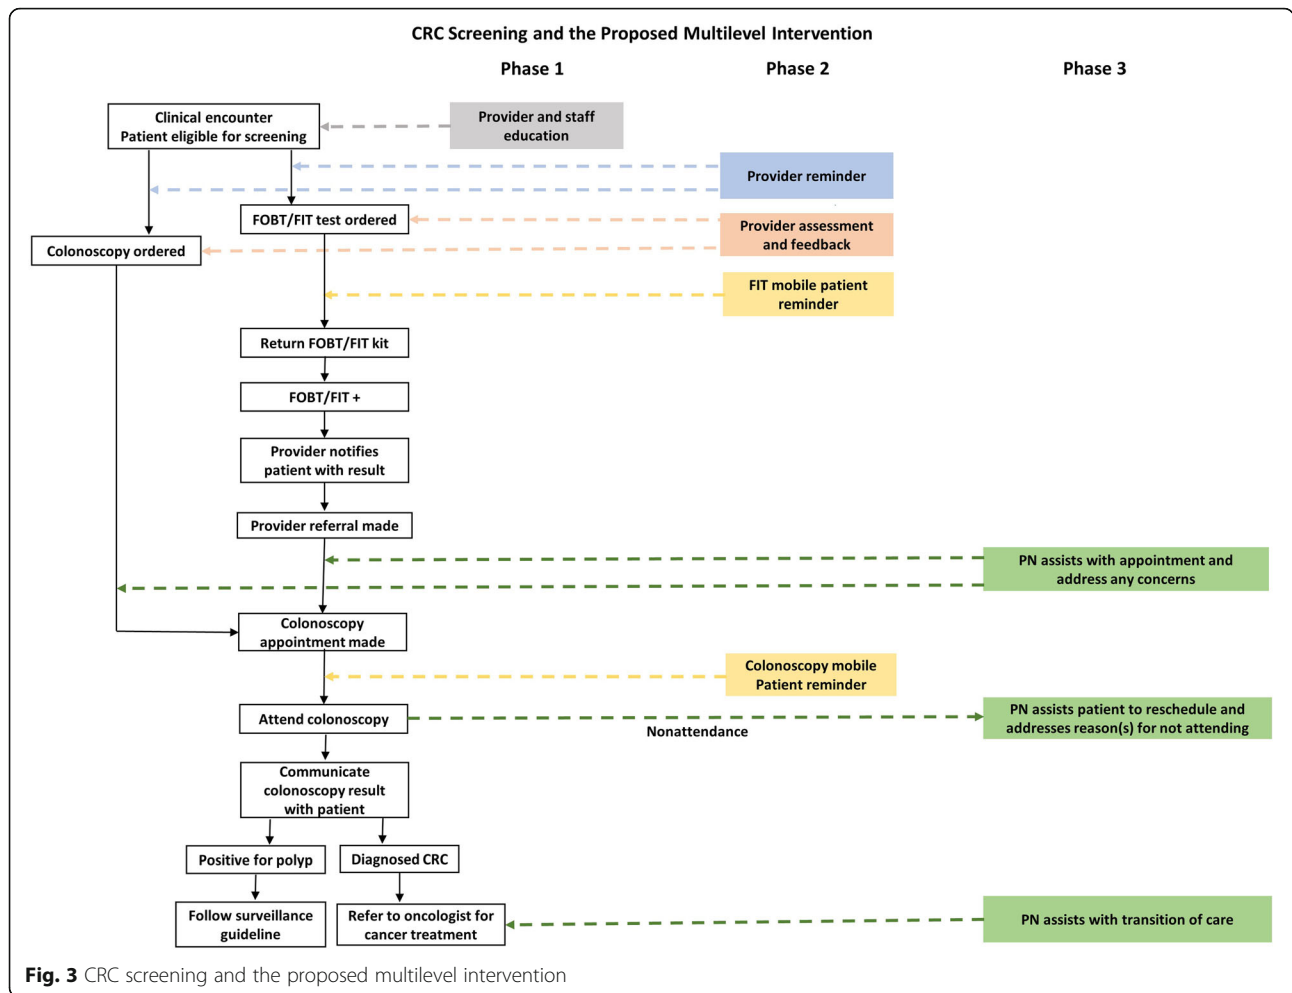 CRC Screening and the Proposed Multilevel Intervention
Phase 1
Phase 2
Phase 3
Clinical encounter
Patient eligible for screening
Provider and staff
education
Provider reminder
FOBT/FIT test ordered
Provider assessment
and feedback
Colonoscopy ordered
FIT mobile patient
reminder
Return FOBT/FIT kit
FOBT/FIT +
Provider notifies
patient with result
Provider referral made
PN assists with appointment and
address any concerns
Colonoscopy
appointment made
Colonoscopy mobile
Patient reminder
Attend colonoscopy
Nonattendance
PN assists patient to reschedule and
addresses reason(s) for not attending
Communicate
colonoscopy result
with patient
Positive for polyp
Diagnosed CRC
Follow surveillance
guideline
Refer to oncologist for
cancer treatment
PN assists with transition of care
Fig. 3 CRC screening and the proposed multilevel intervention